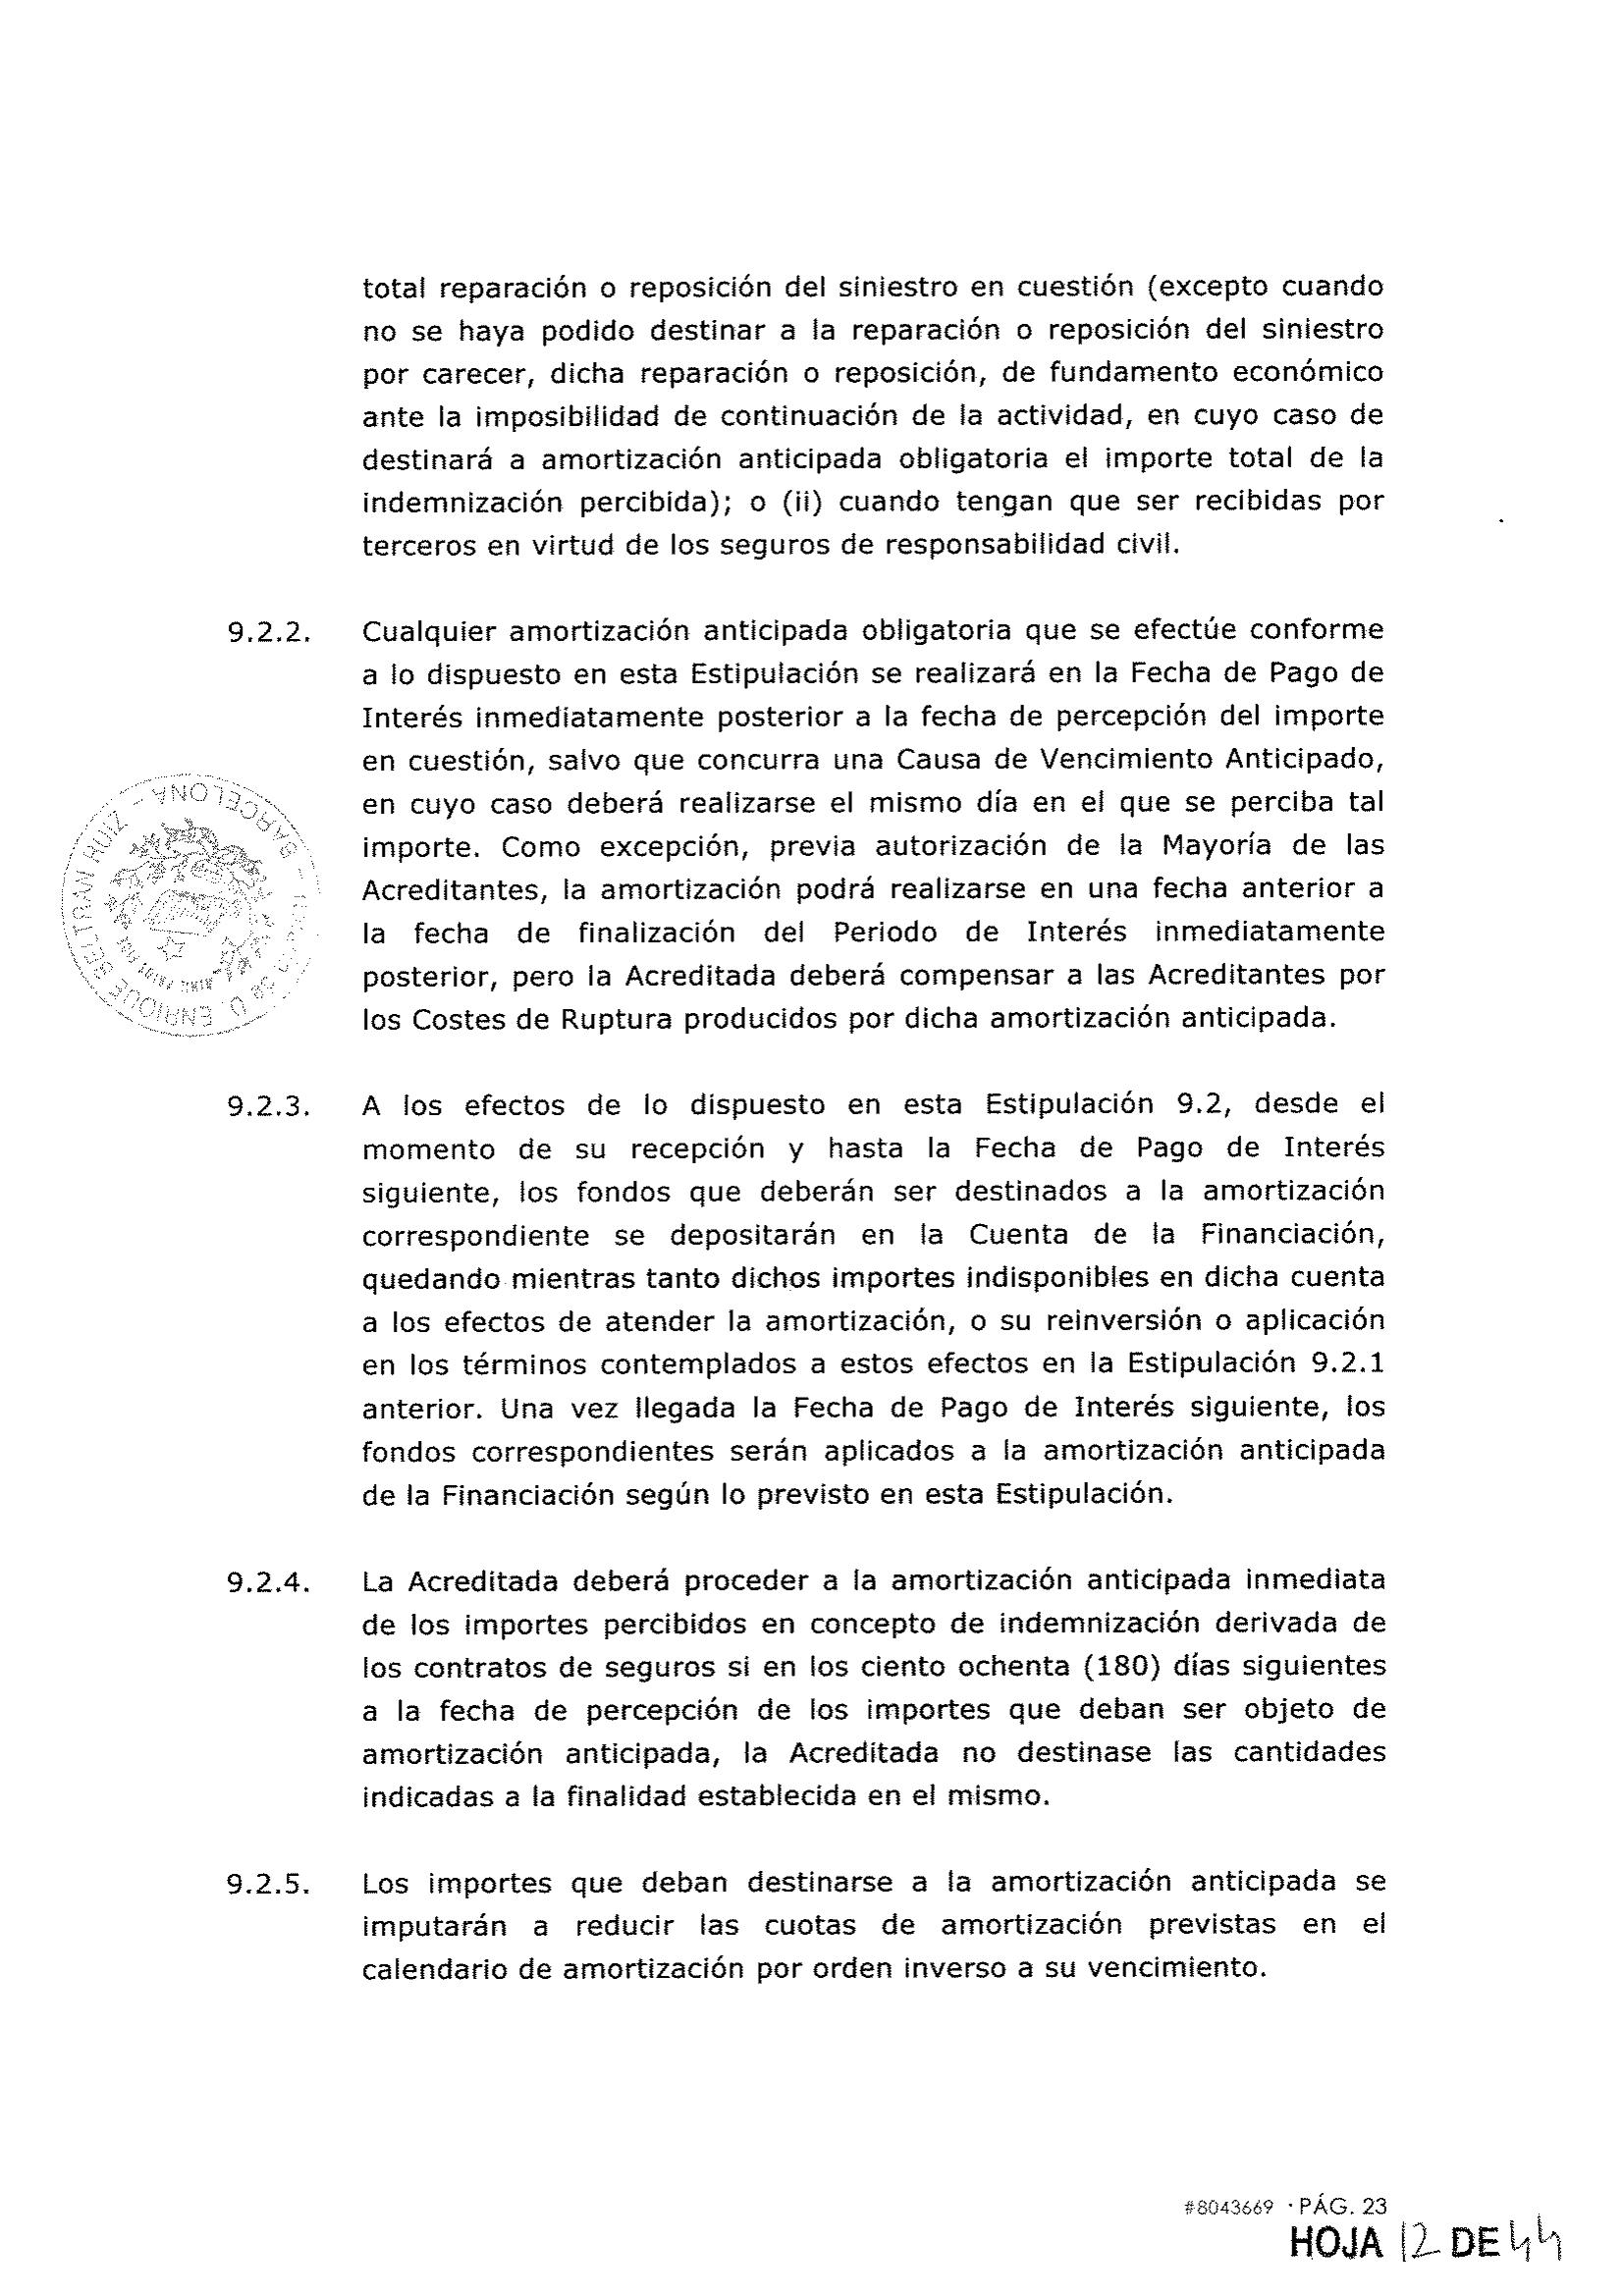 total reparación o reposición del siniestro en cuestión (excepto cuando
no se haya podido destinar a la reparación o reposición del siniestro
por carecer, dicha reparación o reposición, de fundamento económico
ante la imposibilidad de continuación de la actividad, en cuyo caso de
destinará a amortización anticipada obligatoria el importe total de la
indemnización percibida); o (ii) cuando tengan que ser recibidas por
terceros en virtud de los seguros de responsabilidad civil.
9.2.2. Cualquier amortización anticipada obligatoria que se efectúe conforme
a lo dispuesto en esta Estipulación se realizará en la Fecha de Pago de
Interés inmediatamente posterior a la fecha de percepción del importe
en cuestión, salvo que concurra una Causa de Vencimiento Anticipado,
en cuyo caso deberá realizarse el mismo día en el que se perciba tal
importe. Como excepción, previa autorización de la Mayoría de las
Acreditantes, la amortización podrá realizarse en una fecha anterior a
la fecha de finalización del Periodo de Interés inmediatamente
posterior, pero la Acreditada deberá compensar a las Acreditantes por
los Costes de Ruptura producidos por dicha amortización anticipada.
D. ENRIQUE BELTRAN RUIZ - BARCELONA -
9.2.3. A los efectos de lo dispuesto en esta Estipulación 9.2, desde el
momento de su recepción y hasta la Fecha de Pago de Interés
siguiente, los fondos que deberán ser destinados a la amortización
correspondiente se depositarán en la Cuenta de la Financiación,
quedando mientras tanto dichos importes indisponibles en dicha cuenta
a los efectos de atender la amortización, o su reinversión o aplicación
en los términos contemplados a estos efectos en la Estipulación 9.2.1
anterior. Una vez llegada la Fecha de Pago de Interés siguiente, los
fondos correspondientes serán aplicados a la amortización anticipada
de la Financiación según lo previsto en esta Estipulación.
9.2.4. La Acreditada deberá proceder a la amortización anticipada inmediata
de los importes percibidos en concepto de indemnización derivada de
los contratos de seguros si en los ciento ochenta (180) días siguientes
a la fecha de percepción de los importes que deban ser objeto de
amortización anticipada, la Acreditada no destinase las cantidades
indicadas a la finalidad establecida en el mismo.
9.2.5. Los importes que deban destinarse a la amortización anticipada se
imputarán a reducir las cuotas de amortización previstas en el
calendario de amortización por orden inverso a su vencimiento.
#8043669 · PÁG. 23
HOJA 12 DE 44